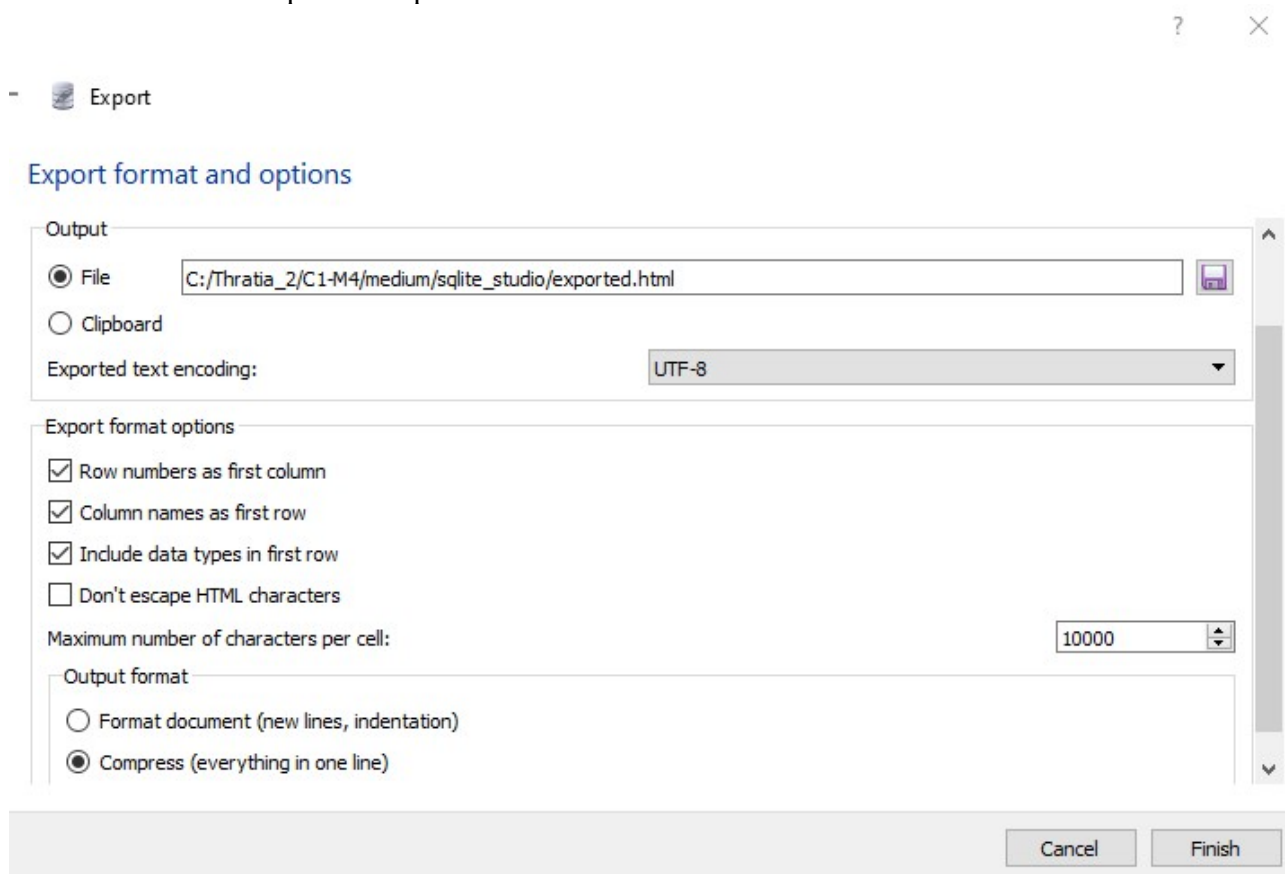 ?
Export
Export format and options
Output
File C:/Thratia_2/C1-M4/medium/sqlite_studio/exported.html
Clipboard
Exported text encoding: UTF-8
Export format options
Row numbers as first column
Column names as first row
Include data types in first row
Don't escape HTML characters
Maximum number of characters per cell: 10000
Output format
Format document (new lines, indentation)
Compress (everything in one line)
Cancel Finish